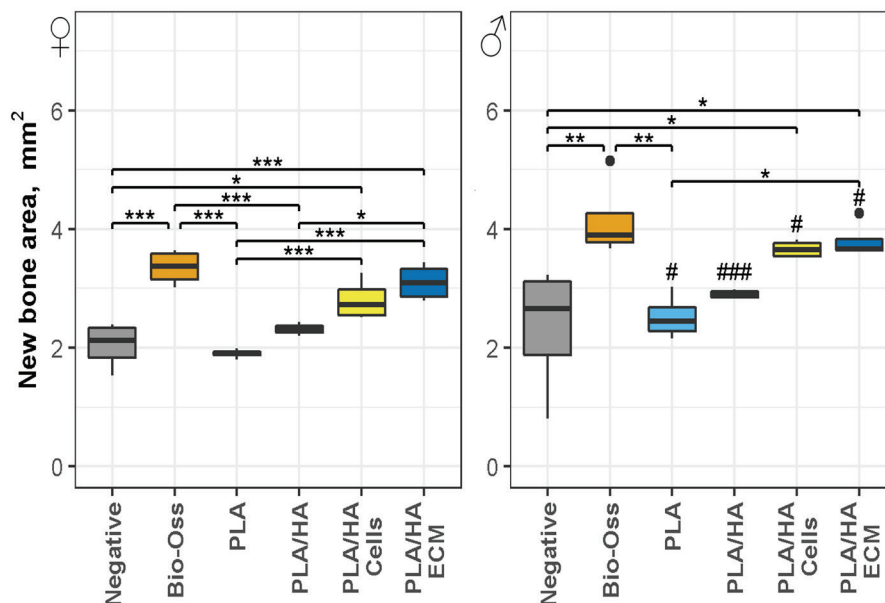 ♀
♂
New bone area, mm²
6
4
2
0
***
*
***
***
***
*
***
***
6
4
2
0
*
*
**
**
*
#
#
#
###
Negative
Bio-Oss
PLA
PLA/HA
PLA/HA
Cells
PLA/HA
ECM
Negative
Bio-Oss
PLA
PLA/HA
PLA/HA
Cells
PLA/HA
ECM